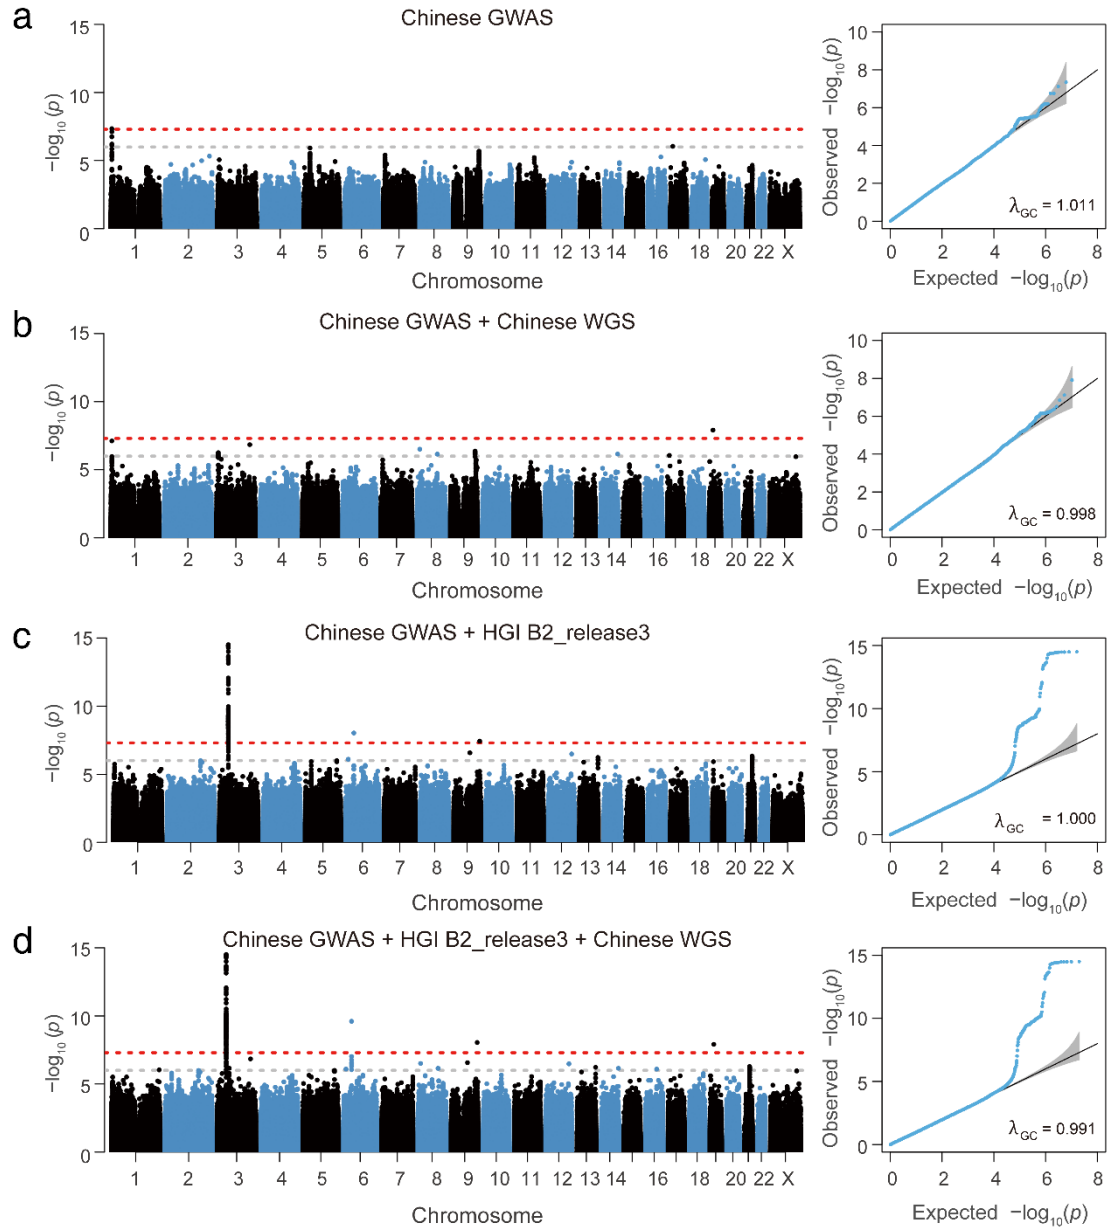 a
Chinese GWAS
15
10
5
0
−log10 (p)
1 2 3 4 5 6 7 8 9 10 11 12 13 14 16 18 20 22 X
Chromosome
10
8
6
4
2
0
Observed −log10(p)
λGC = 1.011
0 2 4 6 8
Expected −log10(p)
b
Chinese GWAS + Chinese WGS
15
10
5
0
−log10 (p)
1 2 3 4 5 6 7 8 9 10 11 12 13 14 16 18 20 22 X
Chromosome
10
8
6
4
2
0
Observed −log10(p)
λGC = 0.998
0 2 4 6 8
Expected −log10(p)
c
Chinese GWAS + HGI B2_release3
15
10
5
0
−log10 (p)
1 2 3 4 5 6 7 8 9 10 11 12 13 14 16 18 20 22 X
Chromosome
15
10
5
0
Observed −log10(p)
λGC = 1.000
0 2 4 6 8
Expected −log10(p)
d
Chinese GWAS + HGI B2_release3 + Chinese WGS
15
10
5
0
−log10 (p)
1 2 3 4 5 6 7 8 9 10 11 12 13 14 16 18 20 22 X
Chromosome
15
10
5
0
Observed −log10(p)
λGC = 0.991
0 2 4 6 8
Expected −log10(p)